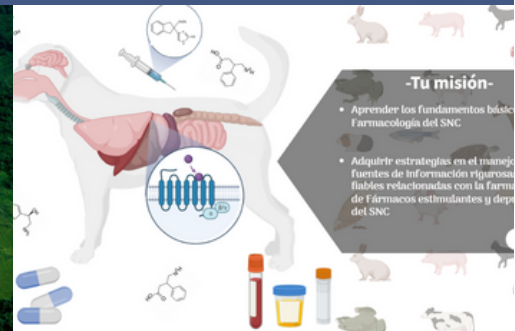 -Tu misión-
• Aprender los fundamentos básico
Farmacología del SNC
• Adquirir estrategias en el manejo
fuentes de información rigurosa
fiables relacionadas con la farma
de Fármacos estimulantes y depr
del SNC